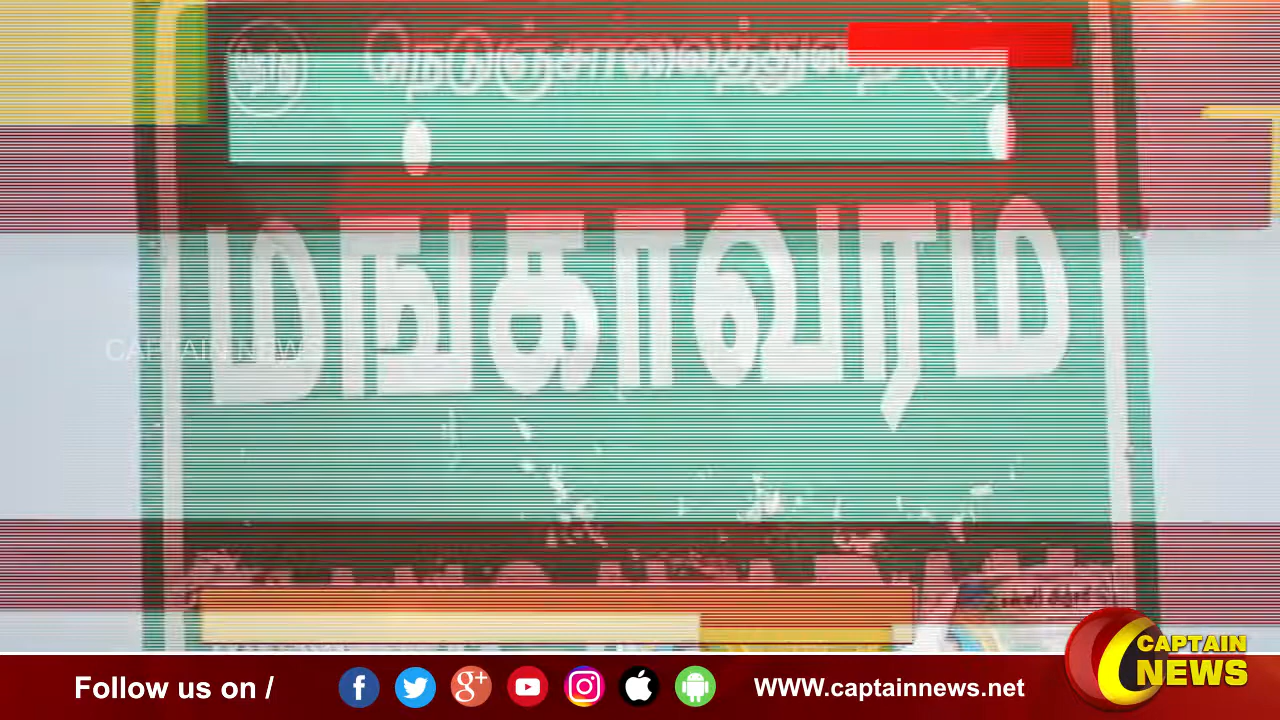 நெடுஞ்சாலைத்துறை
மங்காவரம்
CAPTAIN NEWS
Follow us on /
WWW.captainnews.net
CAPTAIN
NEWS